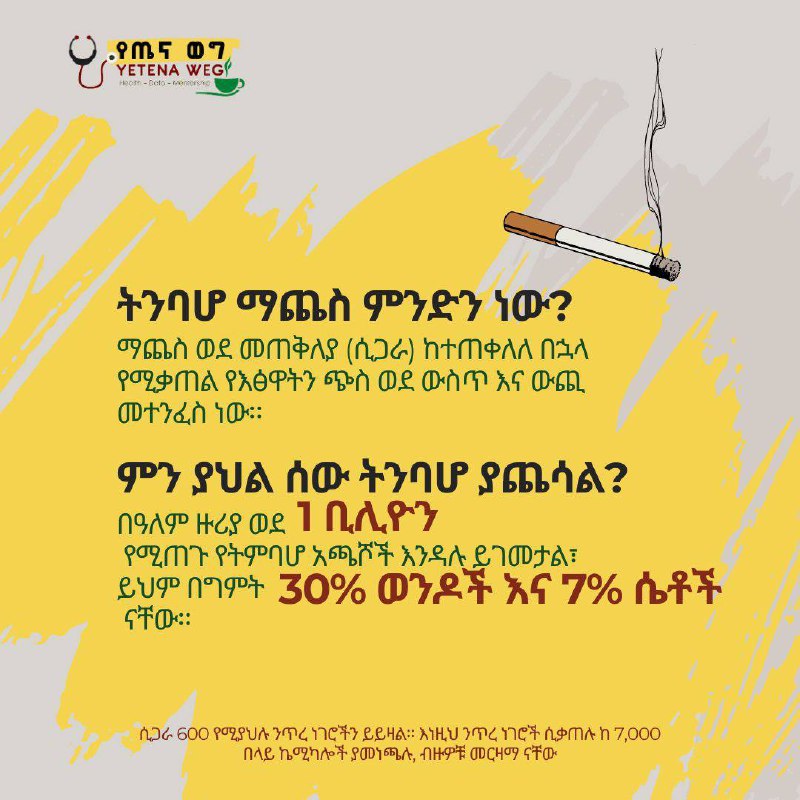 የጤና ወግ
YETENA WEG
Health - Data - Mentorship
ትንባሆ ማጨስ ምንድን ነው?
ማጨስ ወደ መጠቅለያ (ሲጋራ) ከተጠቀለለ በኋላ
የሚቃጠል የእፅዋትን ጭስ ወደ ውስጥ እና ውጪ
መተንፈስ ነው።
ምን ያህል ሰው ትንባሆ ያጨሳል?
በዓለም ዙሪያ ወደ 1 ቢሊዮን
የሚጠጉ የትምባሆ አጫሾች እንዳሉ ይገመታል፣
ይህም በግምት 30% ወንዶች እና 7% ሴቶች
ናቸው።
ሲጋራ 600 የሚያህሉ ንጥረ ነገሮችን ይይዛል። እነዚህ ንጥረ ነገሮች ሲቃጠሉ ከ 7,000
በላይ ኬሚካሎች ያመነጫሉ, ብዙዎቹ መርዛማ ናቸው